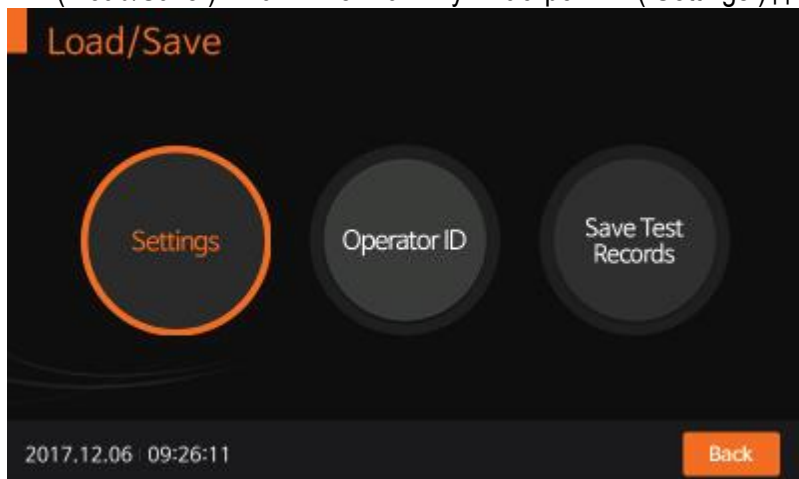 Load/Save
Settings
Operator ID
Save Test
Records
2017.12.06 09:26:11
Back